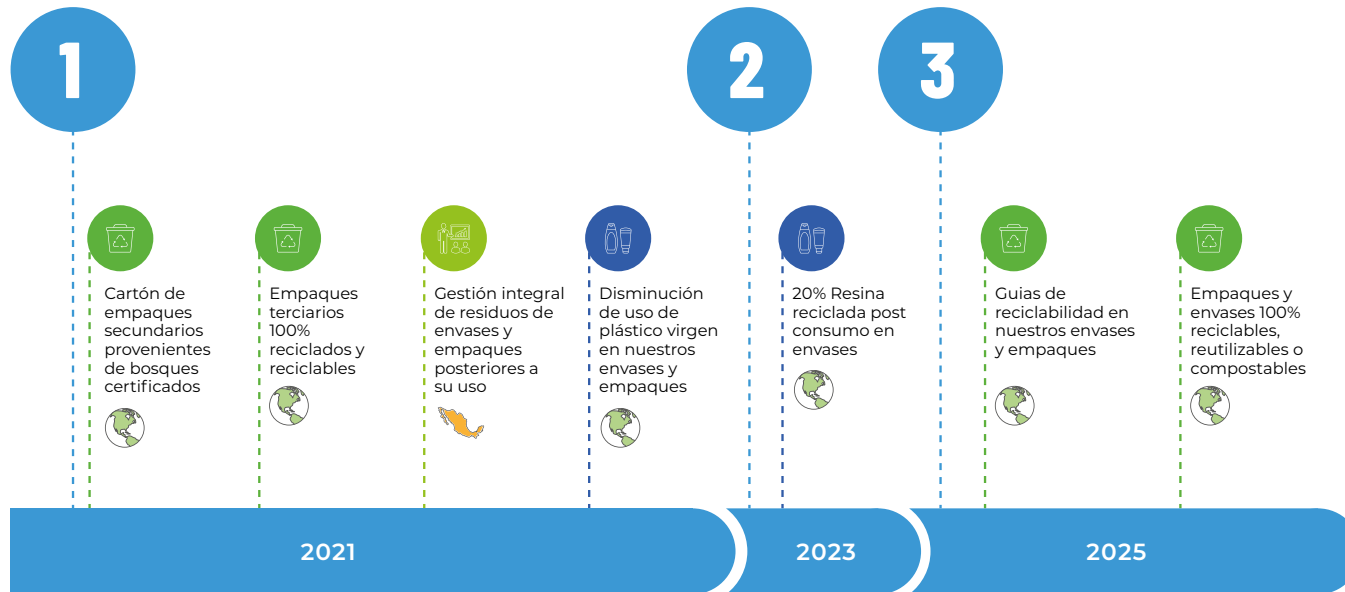 1
2
3
Cartón de
empaques
secundarios
provenientes
de bosques
certificados
Empaques
terciarios
100%
reciclados y
reciclables
Gestión integral
de residuos de
envases y
empaques
posteriores a
su uso
Disminución
de uso de
plástico virgen
en nuestros
envases y
empaques
20% Resina
reciclada post
consumo en
envases
Guias de
reciclabilidad en
nuestros envases
y empaques
Empaques y
envases 100%
reciclables,
reutilizables o
compostables
2021
2023
2025